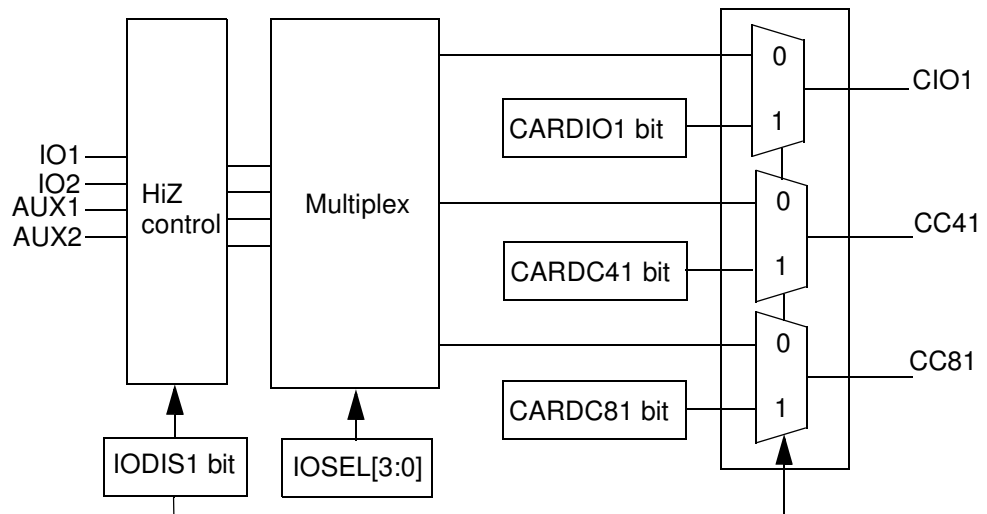 IO1
IO2
AUX1
AUX2
HiZ
control
Multiplex
IODIS1 bit
IOSEL[3:0]
CARDIO1 bit
CARDC41 bit
CARDC81 bit
0
1
0
1
0
1
CIO1
CC41
CC81